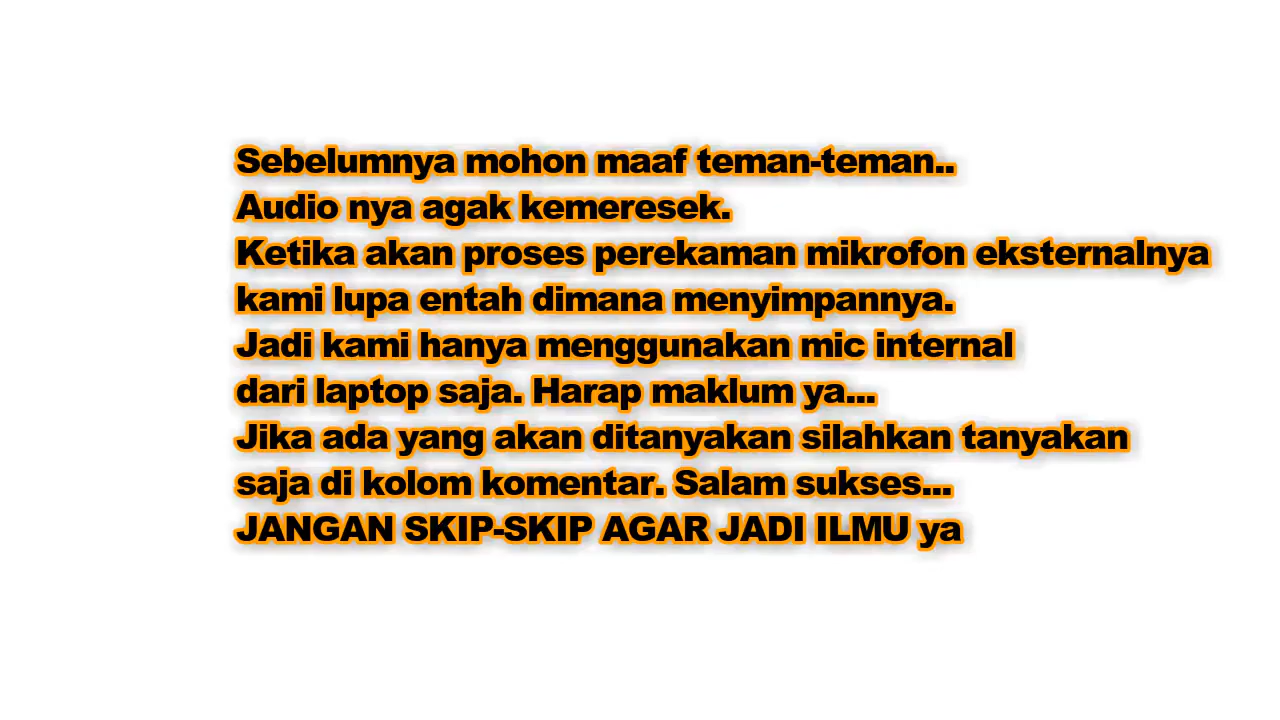 Sebelumnya mohon maaf teman-teman..
Audio nya agak kemeresek.
Ketika akan proses perekaman mikrofon eksternalnya
kami lupa entah dimana menyimpannya.
Jadi kami hanya menggunakan mic internal
dari laptop saja. Harap maklum ya...
Jika ada yang akan ditanyakan silahkan tanyakan
saja di kolom komentar. Salam sukses...
JANGAN SKIP-SKIP AGAR JADI ILMU ya